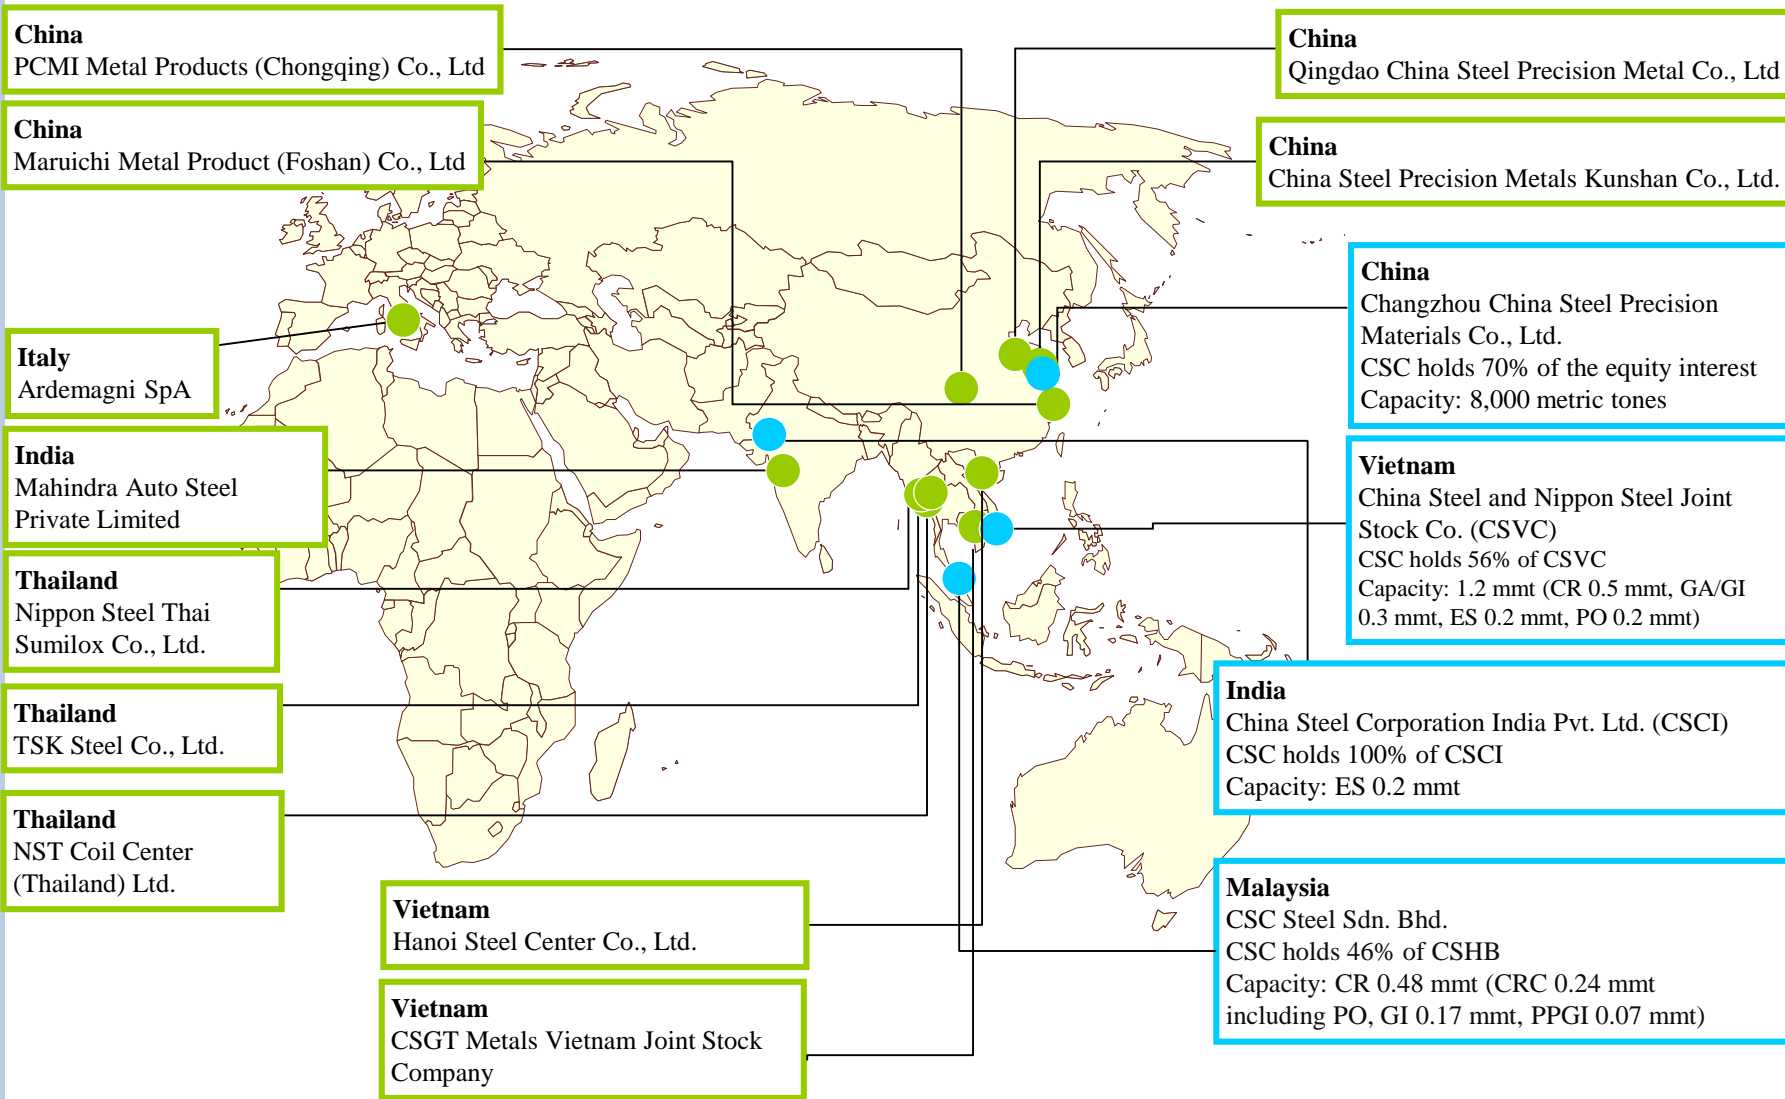 China
PCMI Metal Products (Chongqing) Co., Ltd
China
Maruichi Metal Product (Foshan) Co., Ltd
Italy
Ardemagni SpA
India
Mahindra Auto Steel
Private Limited
Thailand
Nippon Steel Thai
Sumilox Co., Ltd.
Thailand
TSK Steel Co., Ltd.
Thailand
NST Coil Center
(Thailand) Ltd.
Vietnam
Hanoi Steel Center Co., Ltd.
Vietnam
CSGT Metals Vietnam Joint Stock
Company
China
Qingdao China Steel Precision Metal Co., Ltd
China
China Steel Precision Metals Kunshan Co., Ltd.
China
Changzhou China Steel Precision
Materials Co., Ltd.
CSC holds 70% of the equity interest
Capacity: 8,000 metric tones
Vietnam
China Steel and Nippon Steel Joint
Stock Co. (CSVC)
CSC holds 56% of CSVC
Capacity: 1.2 mmt (CR 0.5 mmt, GA/GI
0.3 mmt, ES 0.2 mmt, PO 0.2 mmt)
India
China Steel Corporation India Pvt. Ltd. (CSCI)
CSC holds 100% of CSCI
Capacity: ES 0.2 mmt
Malaysia
CSC Steel Sdn. Bhd.
CSC holds 46% of CSHB
Capacity: CR 0.48 mmt (CRC 0.24 mmt
including PO, GI 0.17 mmt, PPGI 0.07 mmt)